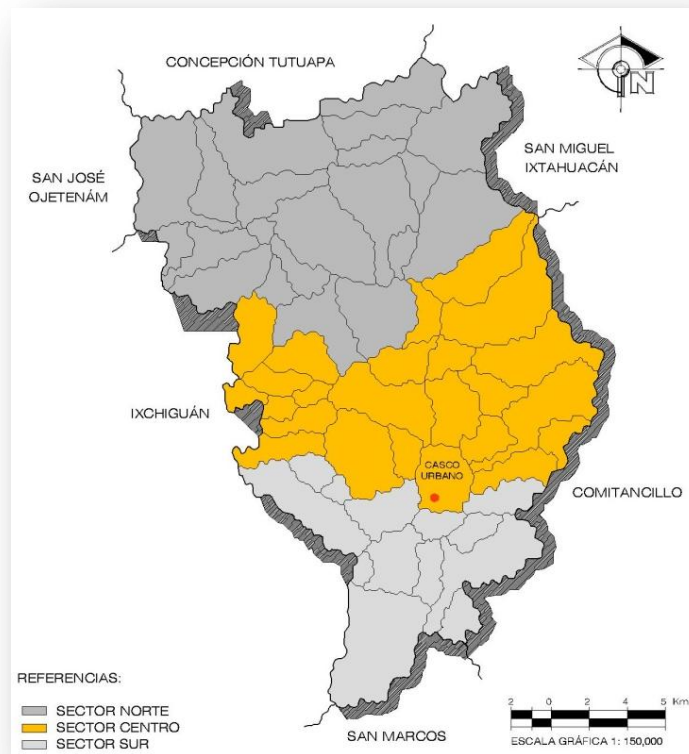 CONCEPCIÓN TUTUAPA
N
SAN MIGUEL
IXTAHUACÁN
SAN JOSÉ
OJETENÁM
IXCHIGUÁN
CASCO
URBANO
COMITANCILLO
REFERENCIAS:
SECTOR NORTE
SECTOR CENTRO
SECTOR SUR
SAN MARCOS
2 0 2 4 5 Km
ESCALA GRÁFICA 1: 150,000